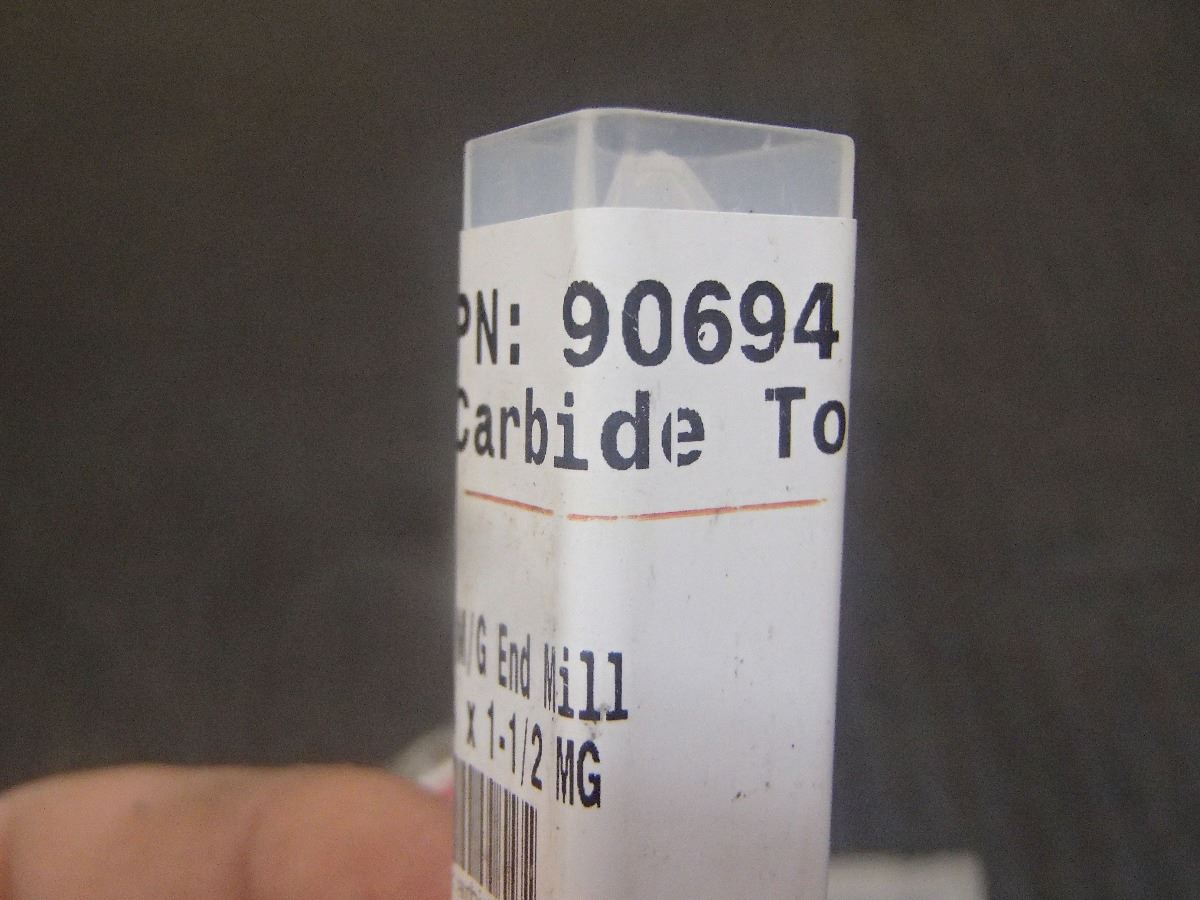 PN: 90694
Carbide To
M/G End Mill
x 1-1/2 MG